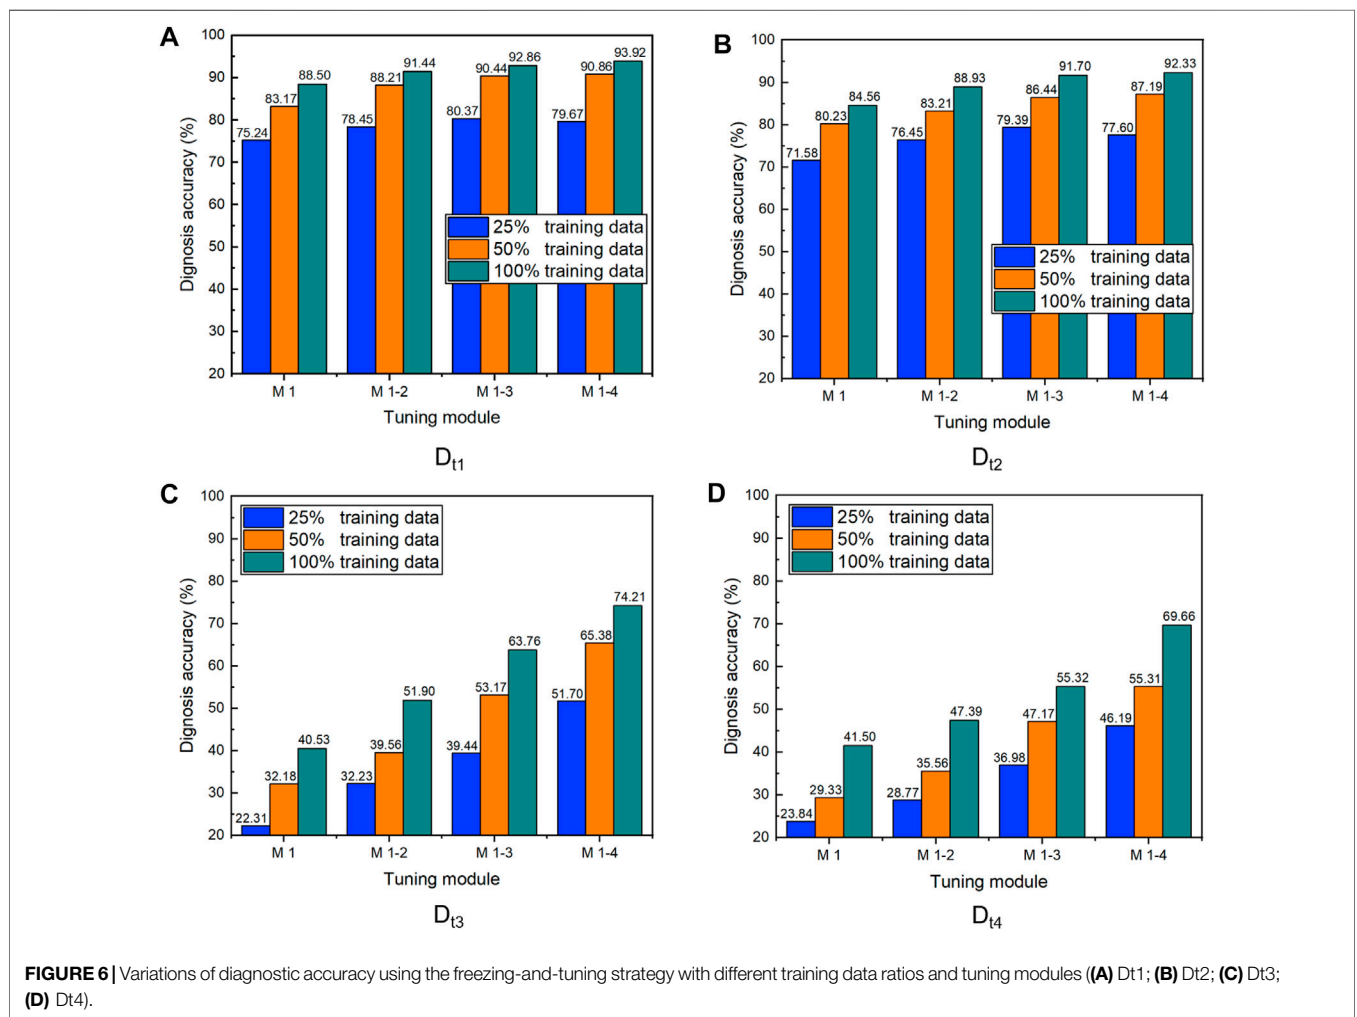 A
100
90
80
70
60
50
40
30
20
Dignosis accuracy (%)
75.24
83.17
88.50
78.45
88.21
91.44
80.37
90.44
92.86
79.67
90.86
93.92
25% training data
50% training data
100% training data
M 1
M 1-2
M 1-3
M 1-4
Tuning module
Dt1
B
100
90
80
70
60
50
40
30
20
Dignosis accuracy (%)
71.58
80.23
84.56
76.45
83.21
88.93
79.39
86.44
91.70
77.60
87.19
92.33
25% training data
50% training data
100% training data
M 1
M 1-2
M 1-3
M 1-4
Tuning module
Dt2
C
100
90
80
70
60
50
40
30
20
Dignosis accuracy (%)
25% training data
50% training data
100% training data
22.31
32.18
40.53
32.23
39.56
51.90
39.44
53.17
63.76
51.70
65.38
74.21
M 1
M 1-2
M 1-3
M 1-4
Tuning module
Dt3
D
100
90
80
70
60
50
40
30
20
Dignosis accuracy (%)
25% training data
50% training data
100% training data
23.84
29.33
41.50
28.77
35.56
47.39
36.98
47.17
55.32
46.19
55.31
69.66
M 1
M 1-2
M 1-3
M 1-4
Tuning module
Dt4
FIGURE 6 | Variations of diagnostic accuracy using the freezing-and-tuning strategy with different training data ratios and tuning modules ((A) Dt1; (B) Dt2; (C) Dt3;
(D) Dt4).